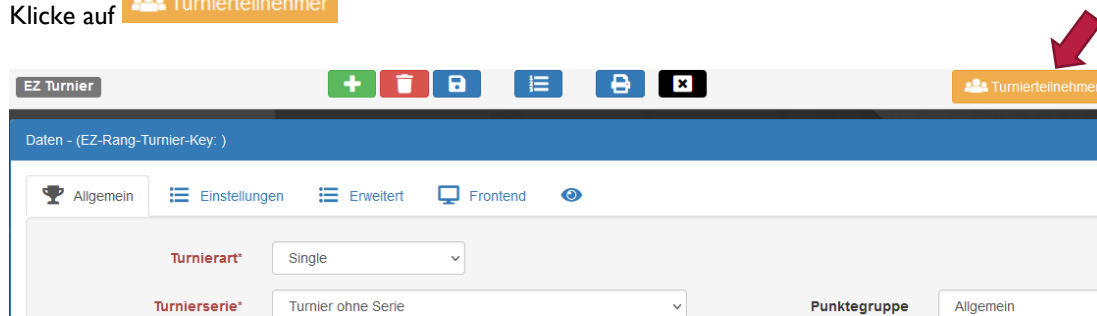 Klicke auf Turnierteilnehmer
EZ Turnier
Turnierteilnehmer
Daten - (EZ-Rang-Turnier-Key: )
Allgemein Einstellungen Erweitert Frontend
Turnierart* Single
Turnierserie* Turnier ohne Serie Punktegruppe Allgemein